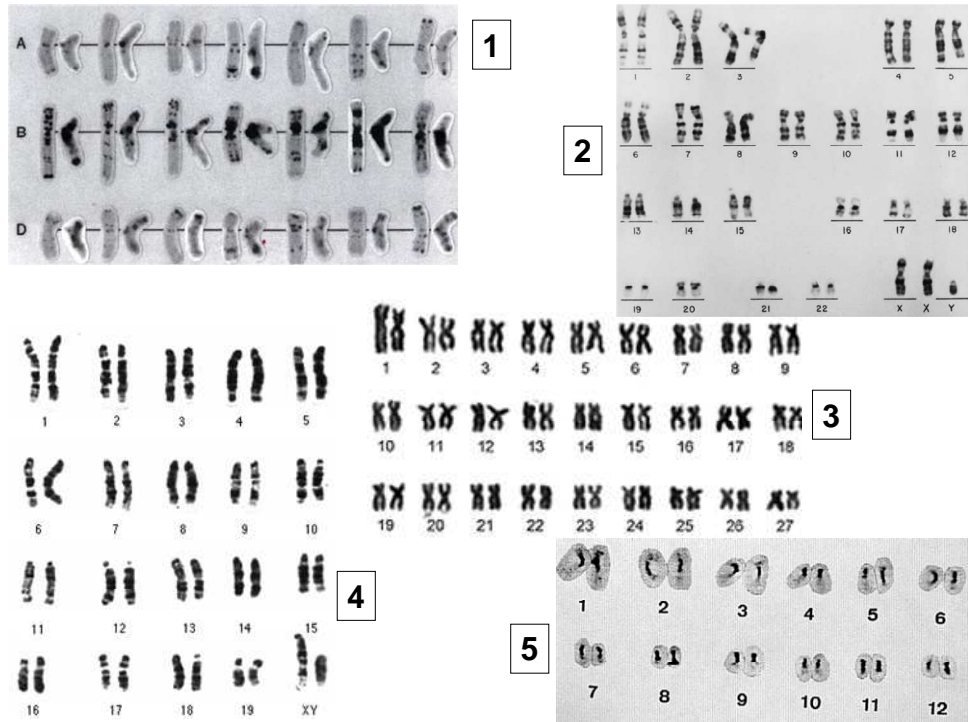 1
A
B
D
2
1 2 3 4 5
6 7 8 9 10 11 12
13 14 15 16 17 18
19 20 21 22 X X Y
3
1 2 3 4 5 6 7 8 9
10 11 12 13 14 15 16 17 18
19 20 21 22 23 24 25 26 27
4
1 2 3 4 5
6 7 8 9 10
11 12 13 14 15
16 17 18 19 XY
5
1 2 3 4 5 6
7 8 9 10 11 12